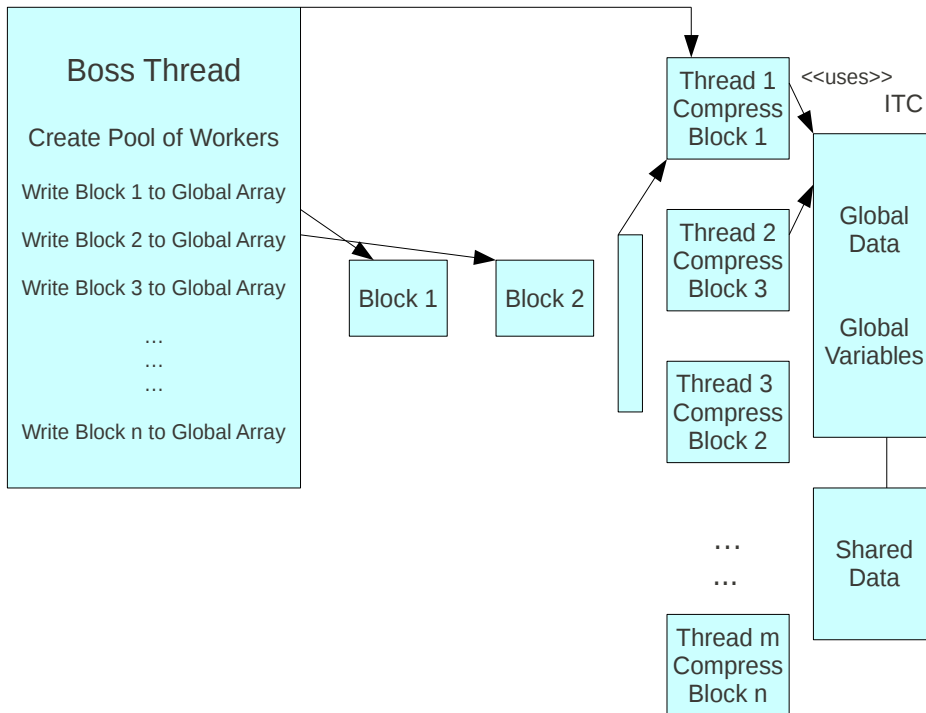 Boss Thread
Create Pool of Workers
Write Block 1 to Global Array
Write Block 2 to Global Array
Write Block 3 to Global Array
...
...
...
Write Block n to Global Array
Block 1
Block 2
Thread 1
Compress
Block 1
Thread 2
Compress
Block 3
Thread 3
Compress
Block 2
...
...
Thread m
Compress
Block n
<<uses>>
ITC
Global
Data
Global
Variables
Shared
Data